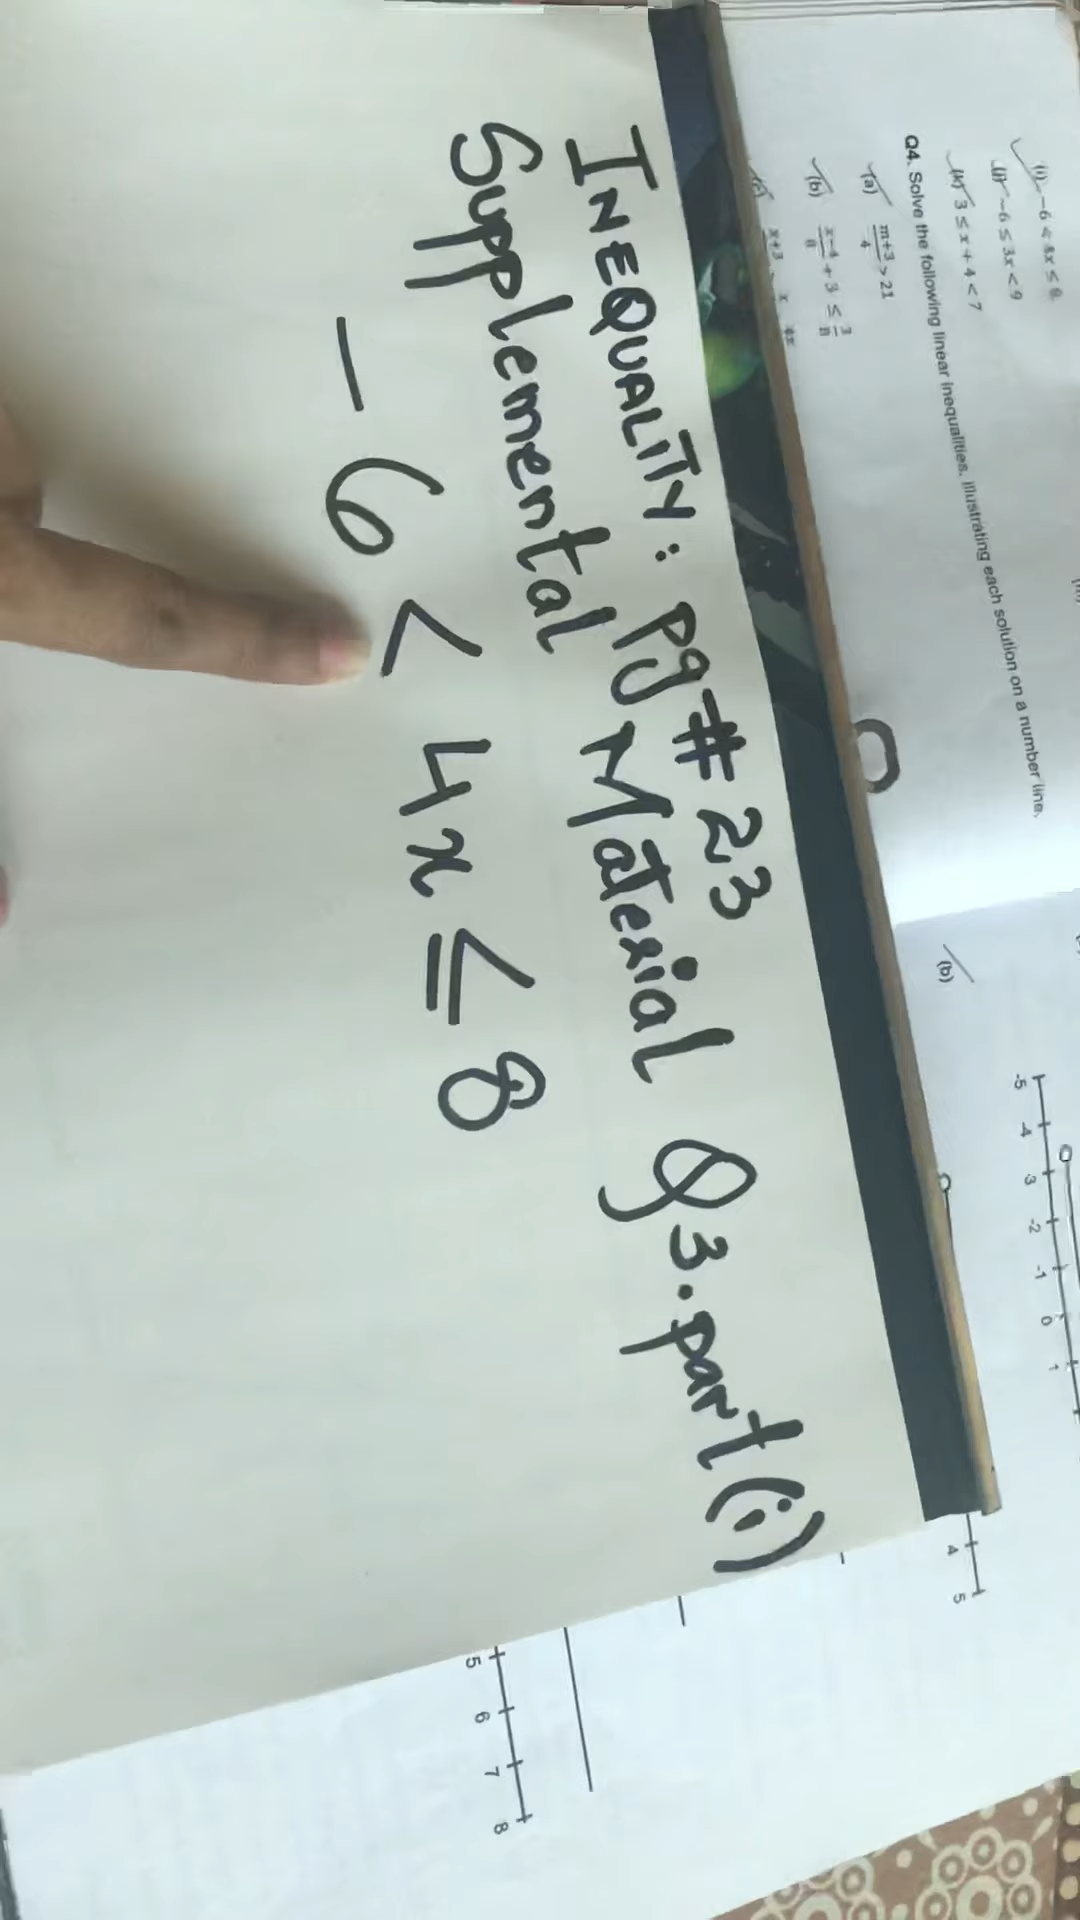 (i) -6 < 4x ≤ 8
(j) -6 ≤ 3x < 9
(k) 3 ≤ x + 4 < 7
Q4. Solve the following linear inequalities, illustrating each solution on a number line.
(a) m+3/4 > 21
(b)
(b)
-5 -4 -3 -2 -1 0 1
4 5
INEQUALITY: Pg # 23
Supplemental Material Q3. part (i)
- 6 < 4x ≤ 8
5 6 7 8